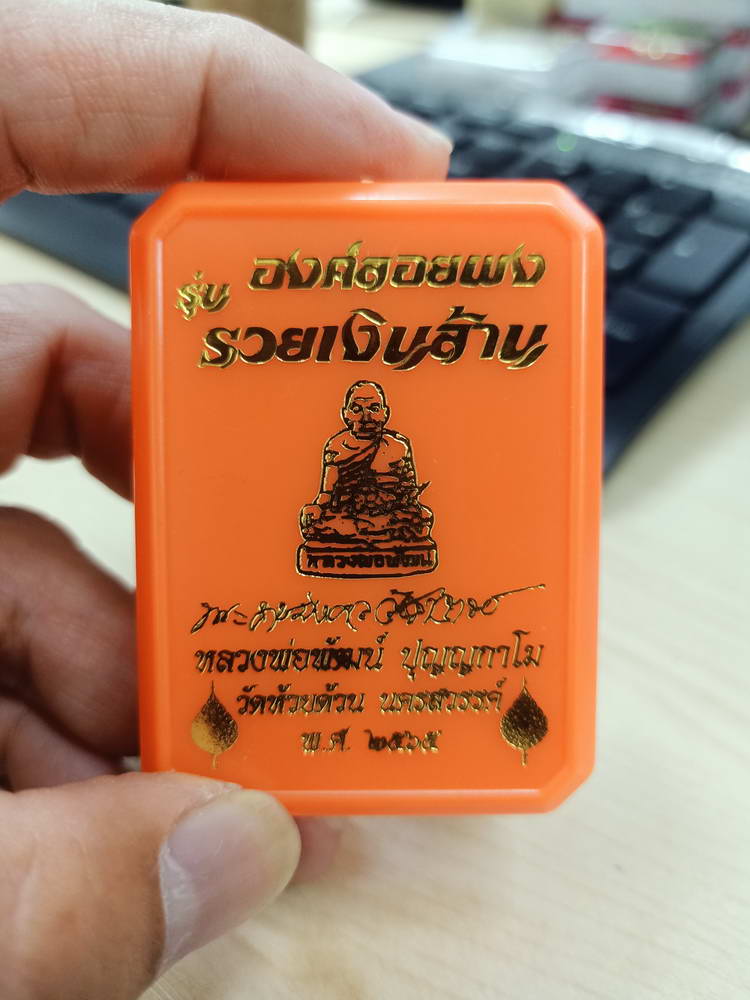 องค์ลอยผง
รุ่น
รวยเงินล้าน
หลวงพ่อพัฒน์
หลวงพ่อพัฒน์ ปุญญกาโม
วัดห้วยด้วน นครสวรรค์
พ.ศ. ๒๕๖๕